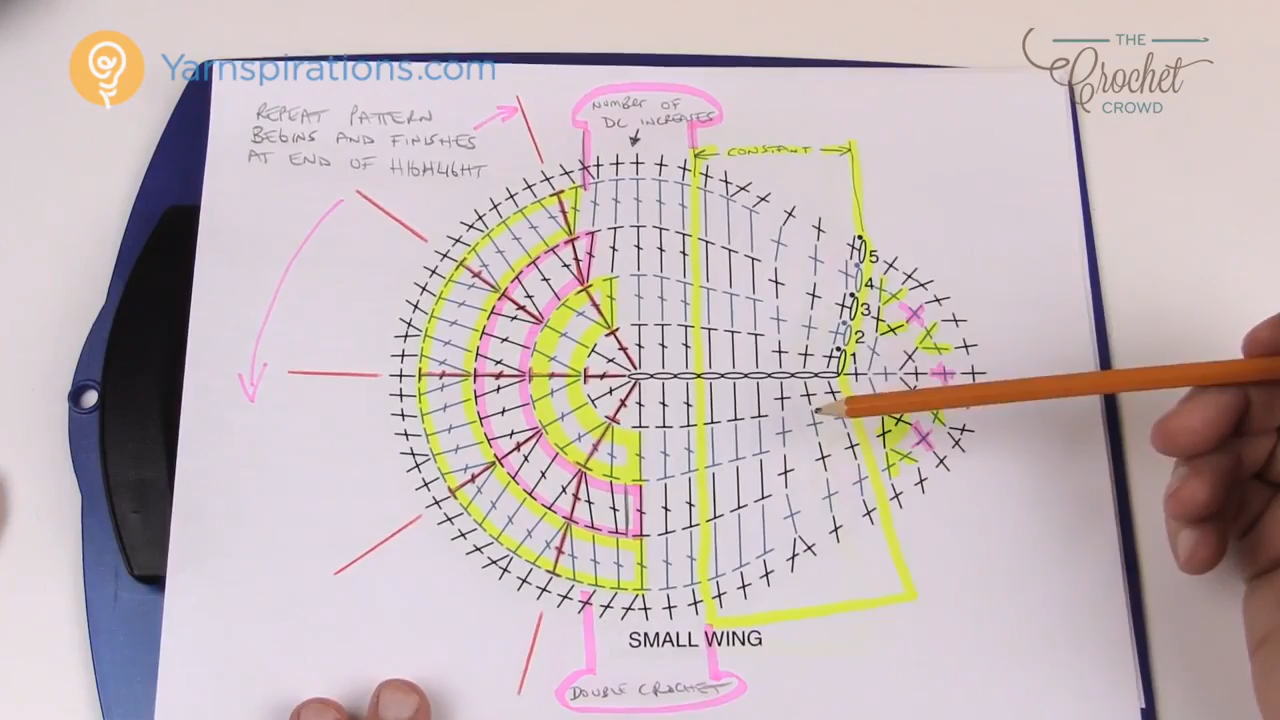 Yarnspirations.com
THE
Crochet
CROWD
REPEAT PATTERN
BEGINS AND FINISHES
AT END OF HIGHLIGHT
NUMBER OF
DC INCREASES
CONSTANT
5
4
3
2
1
SMALL WING
DOUBLE CROCHET